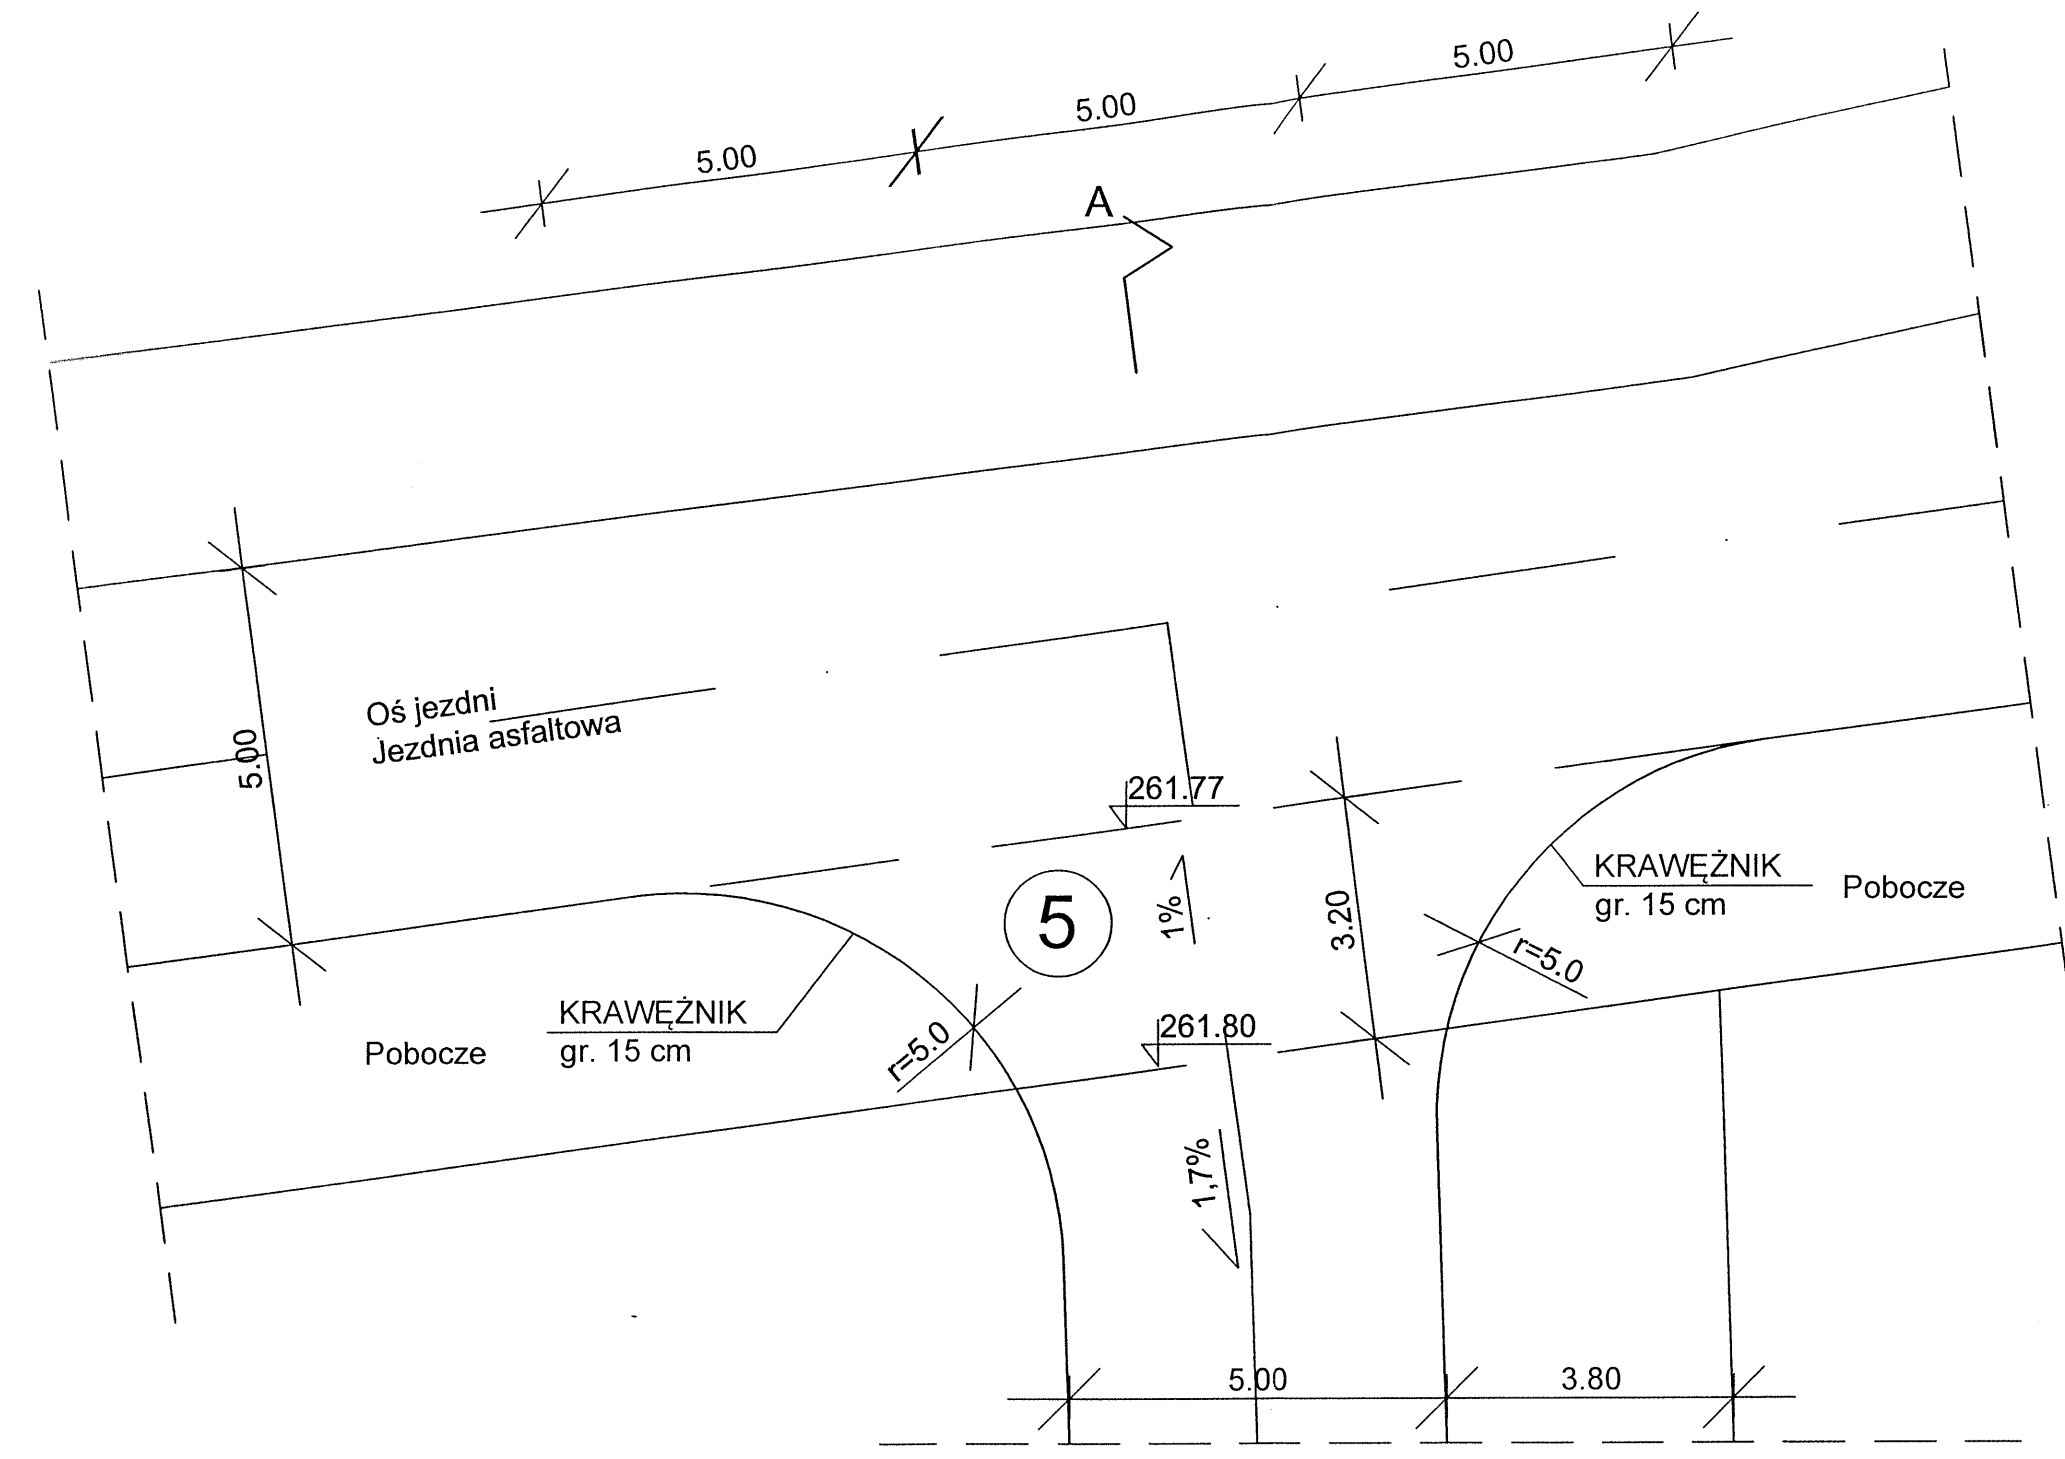 5.00
5.00
5.00
A
Oś jezdni
Jezdnia asfaltowa
5.00
261.77
KRAWĘŻNIK
gr. 15 cm
Pobocze
5
1%
3.20
r=5.0
KRAWĘŻNIK
gr. 15 cm
Pobocze
r=5.0
261.80
1,7%
5.00
3.80